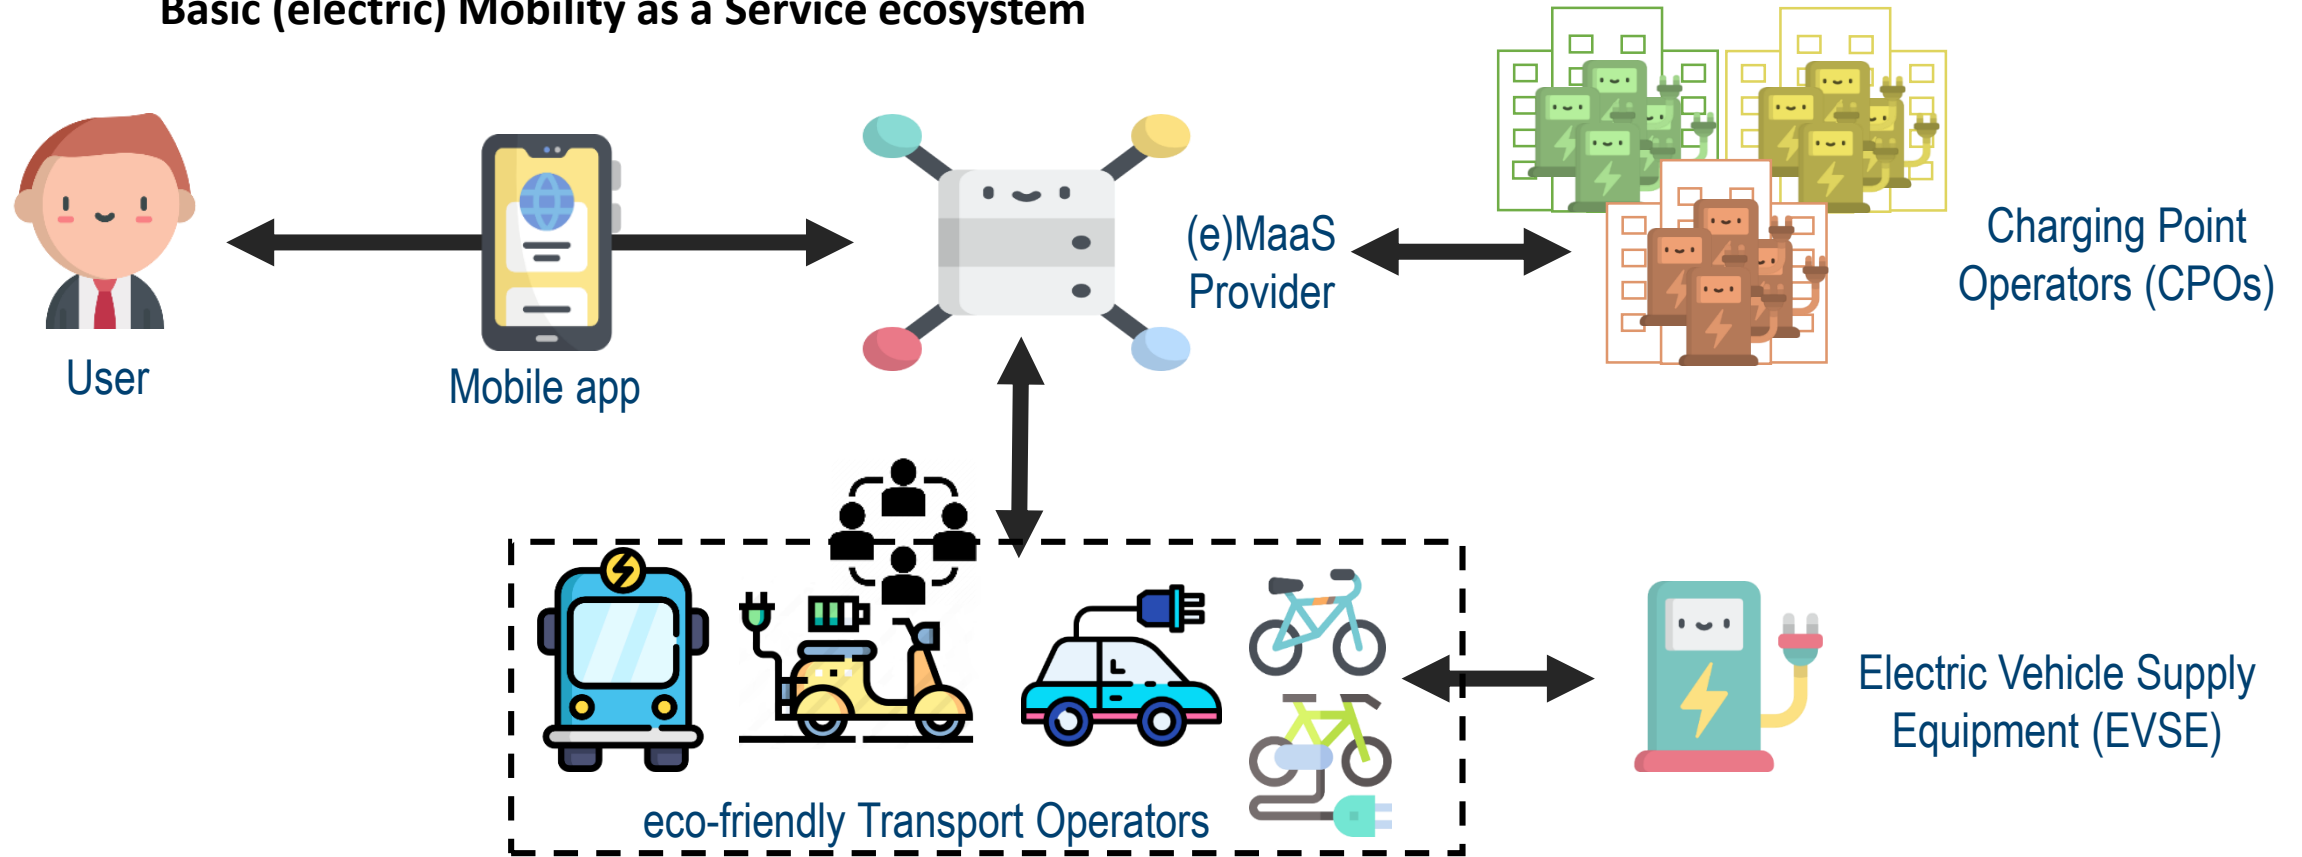 Basic (electric) Mobility as a Service ecosystem
User
Mobile app
(e)MaaS
Provider
Charging Point
Operators (CPOs)
eco-friendly Transport Operators
Electric Vehicle Supply
Equipment (EVSE)